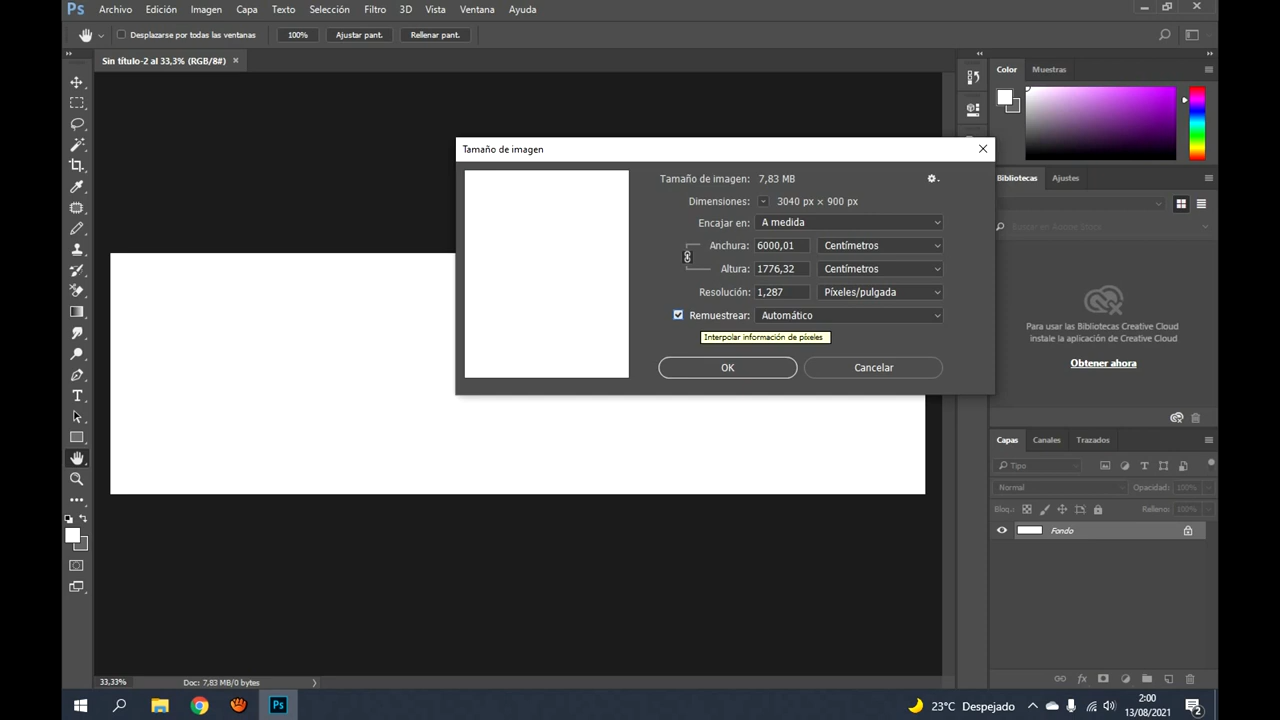 Ps Archivo Edición Imagen Capa Texto Selección Filtro 3D Vista Ventana Ayuda
Desplazarse por todas las ventanas 100% Ajustar pant. Rellenar pant.
Sin título-2 al 33,3% (RGB/8#) ×
Color Muestras
Tamaño de imagen
Tamaño de imagen: 7,83 MB
Dimensiones: 3040 px × 900 px
Encajar en: A medida
Anchura: 6000,01 Centímetros
Altura: 1776,32 Centímetros
Resolución: 1,287 Píxeles/pulgada
Remuestrear: Automático
Interpolar información de píxeles
OK Cancelar
Bibliotecas Ajustes
Buscar en Adobe Stock
Para usar las Bibliotecas Creative Cloud
instale la aplicación de Creative Cloud
Obtener ahora
Capas Canales Trazados
Tipo
Normal Opacidad: 100%
Bloq.: Relleno: 100%
Fondo
33,33% Doc: 7,83 MB/0 bytes
Ps 23°C Despejado 2:00
13/08/2021 2